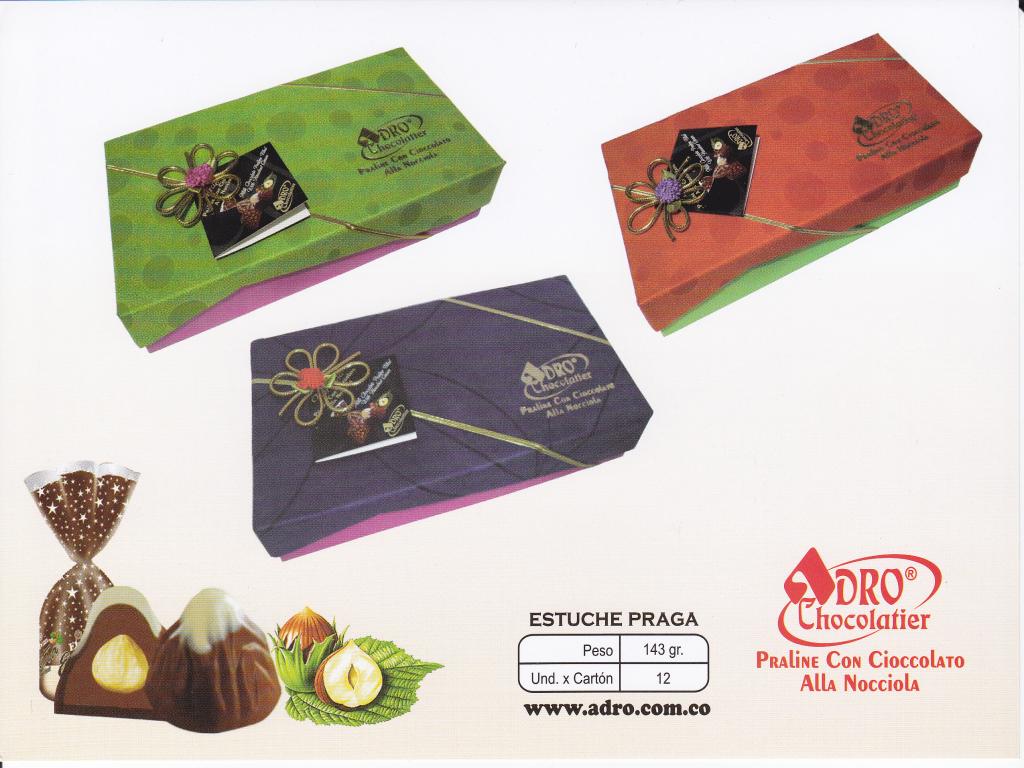 ADRO®
Chocolatier
Praline Con Cioccolato
Alla Nocciola
ADRO®
Chocolatier
Praline Con Cioccolato
Alla Nocciola
ADRO®
Chocolatier
Praline Con Cioccolato
Alla Nocciola
ESTUCHE PRAGA
Peso 143 gr.
Und. x Cartón 12
www.adro.com.co
ADRO®
Chocolatier
Praline Con Cioccolato
Alla Nocciola